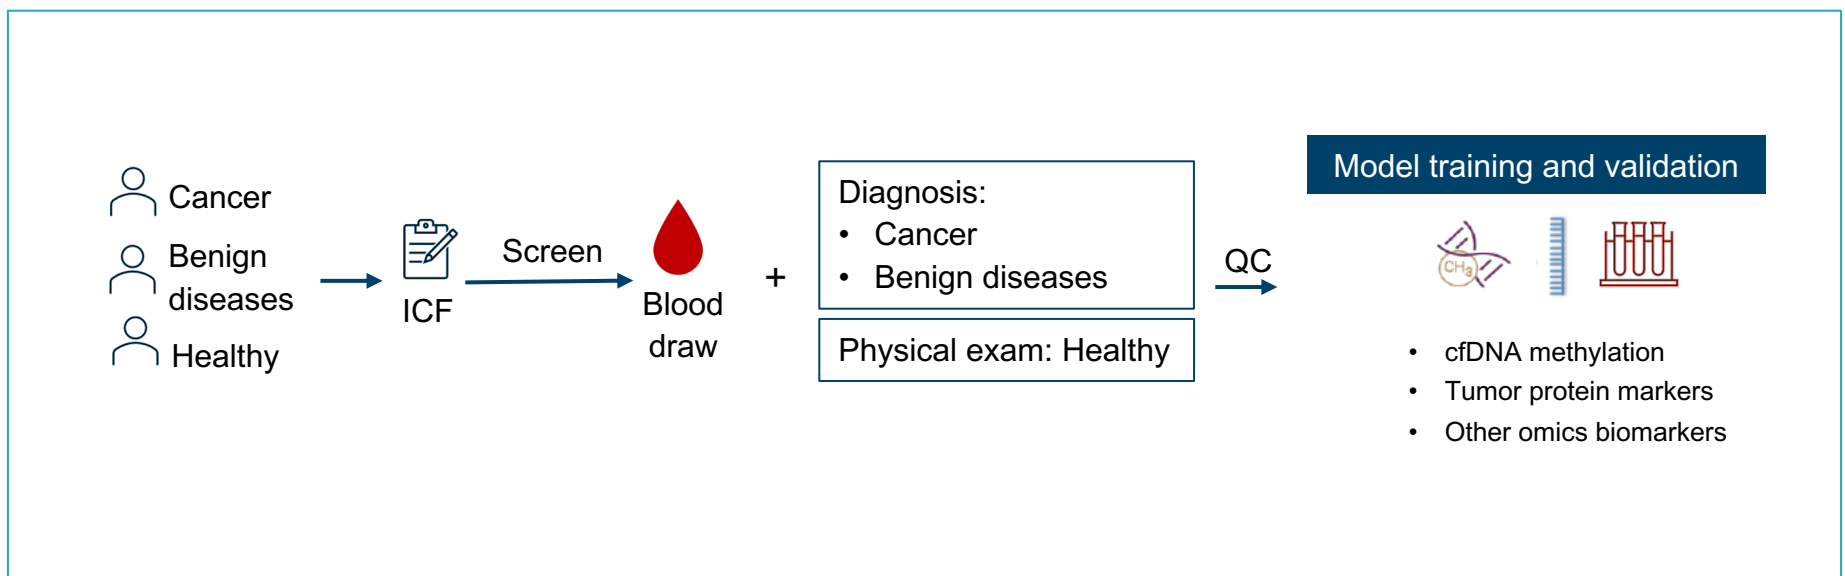 Cancer
Benign
diseases
Healthy
ICF
Screen
Blood
draw
+
Diagnosis:
• Cancer
• Benign diseases
Physical exam: Healthy
QC
Model training and validation
CH3
• cfDNA methylation
• Tumor protein markers
• Other omics biomarkers